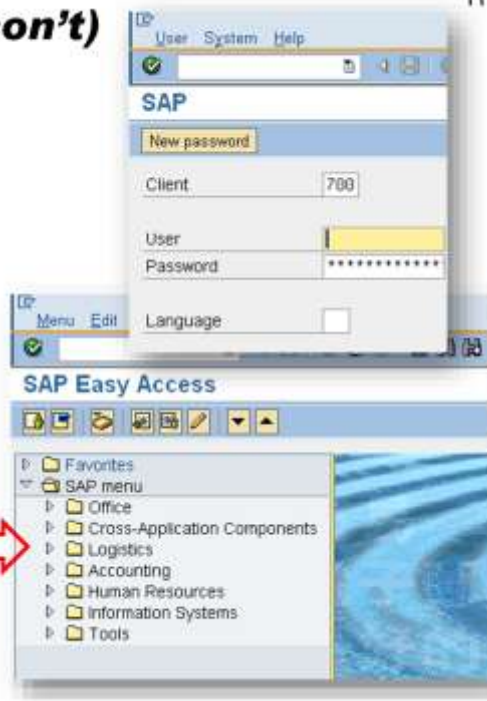 on't)
User System Help
SAP
New password
Client 700
User
Password ************
Language
Menu Edit
SAP Easy Access
Favorites
SAP menu
Office
Cross-Application Components
Logistics
Accounting
Human Resources
Information Systems
Tools